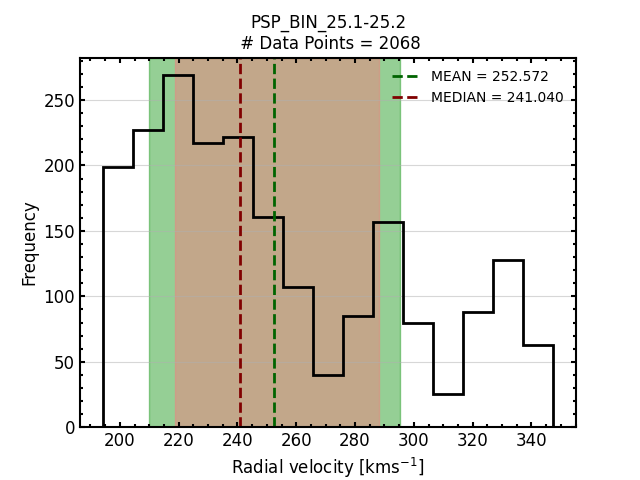 PSP_BIN_25.1-25.2
# Data Points = 2068
MEAN = 252.572
MEDIAN = 241.040
250
200
150
100
50
0
Frequency
200 220 240 260 280 300 320 340
Radial velocity [kms⁻¹]